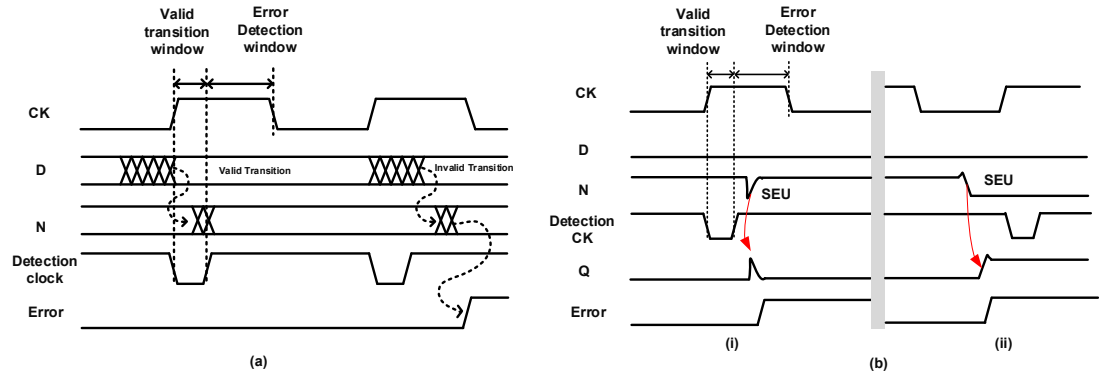 Valid
transition
window
Error
Detection
window
CK
D
Valid Transition
Invalid Transition
N
Detection
clock
Error
(a)
Valid
transition
window
Error
Detection
window
CK
D
N
SEU
SEU
Detection
CK
Q
Error
(i)
(ii)
(b)